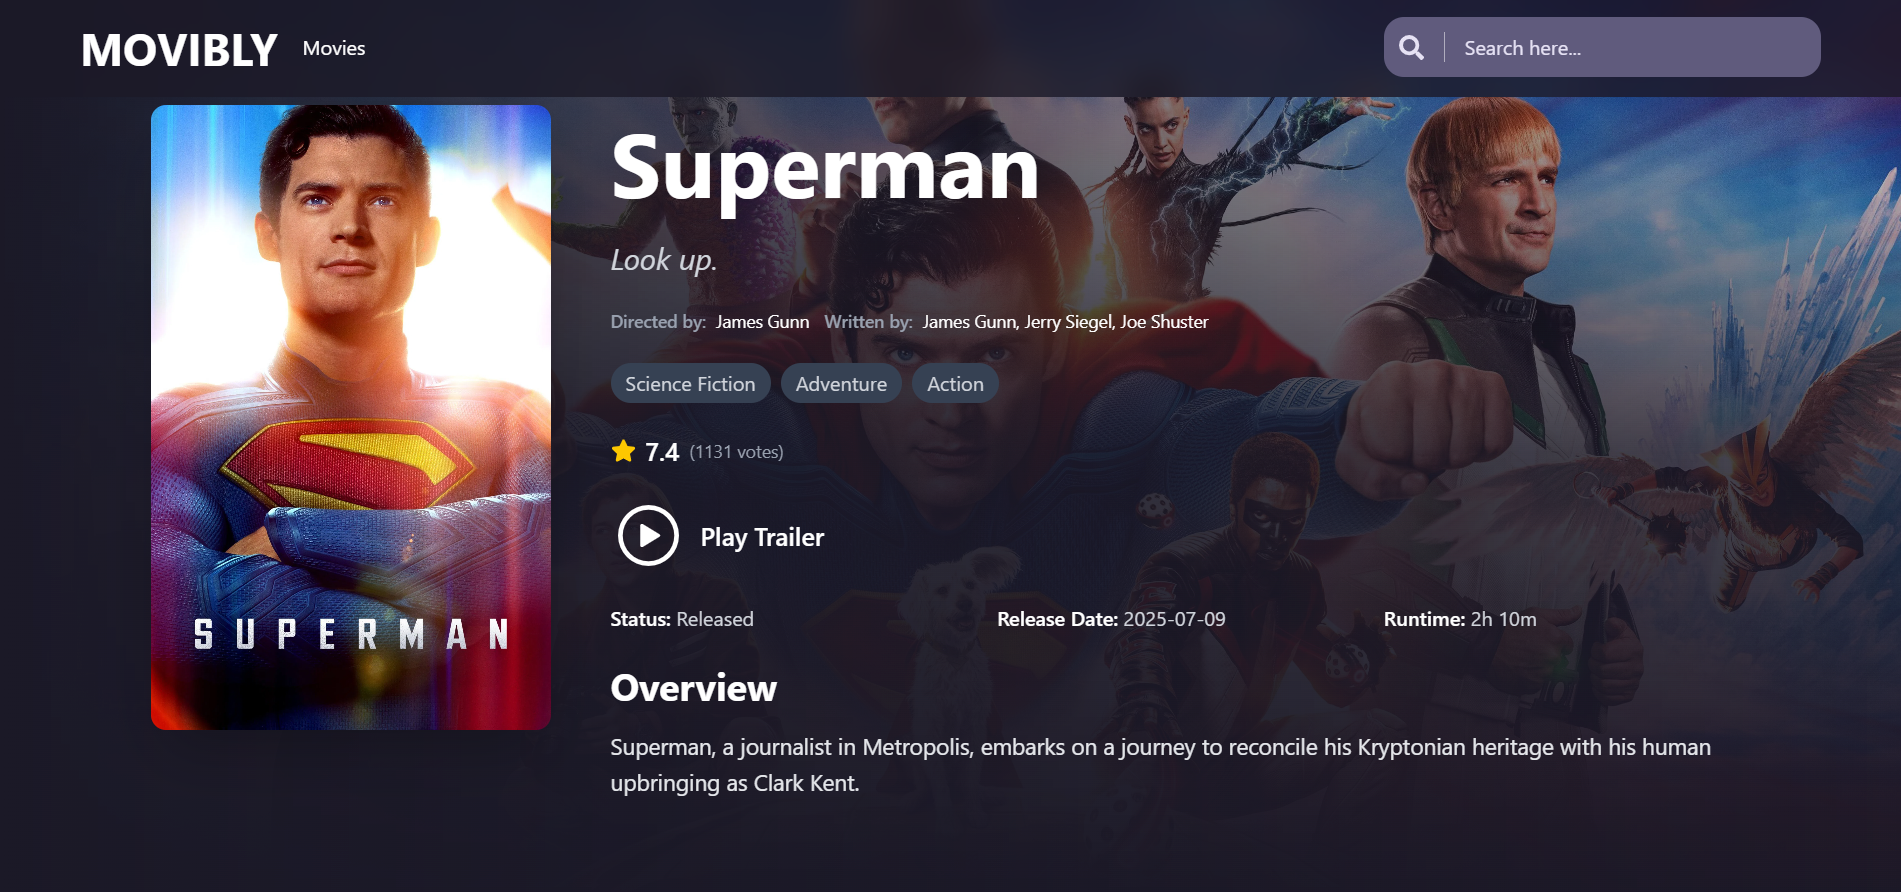 MOVIBLY Movies Search here...
Superman
Look up.
Directed by: James Gunn Written by: James Gunn, Jerry Siegel, Joe Shuster
Science Fiction Adventure Action
7.4 (1131 votes)
Play Trailer
Status: Released Release Date: 2025-07-09 Runtime: 2h 10m
SUPERMAN
Overview
Superman, a journalist in Metropolis, embarks on a journey to reconcile his Kryptonian heritage with his human
upbringing as Clark Kent.